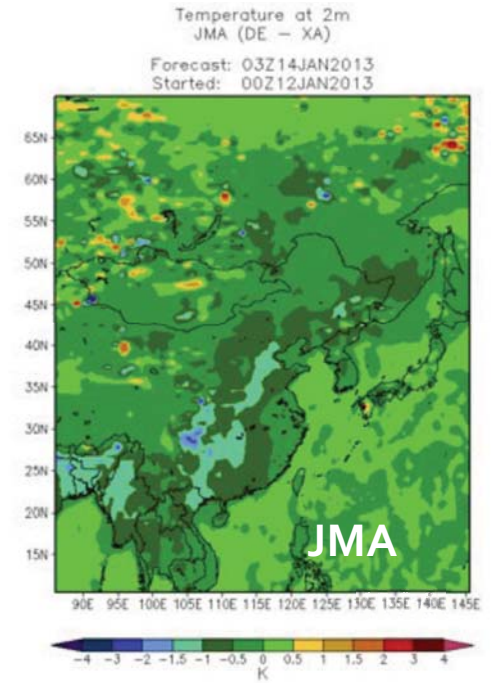 Temperature at 2m
JMA (DE – XA)
Forecast: 03Z14JAN2013
Started: 00Z12JAN2013
65N
60N
55N
50N
45N
40N
35N
30N
25N
20N
15N
JMA
90E 95E 100E 105E 110E 115E 120E 125E 130E 135E 140E 145E
-4 -3 -2 -1.5 -1 -0.5 0 0.5 1 1.5 2 3 4
K